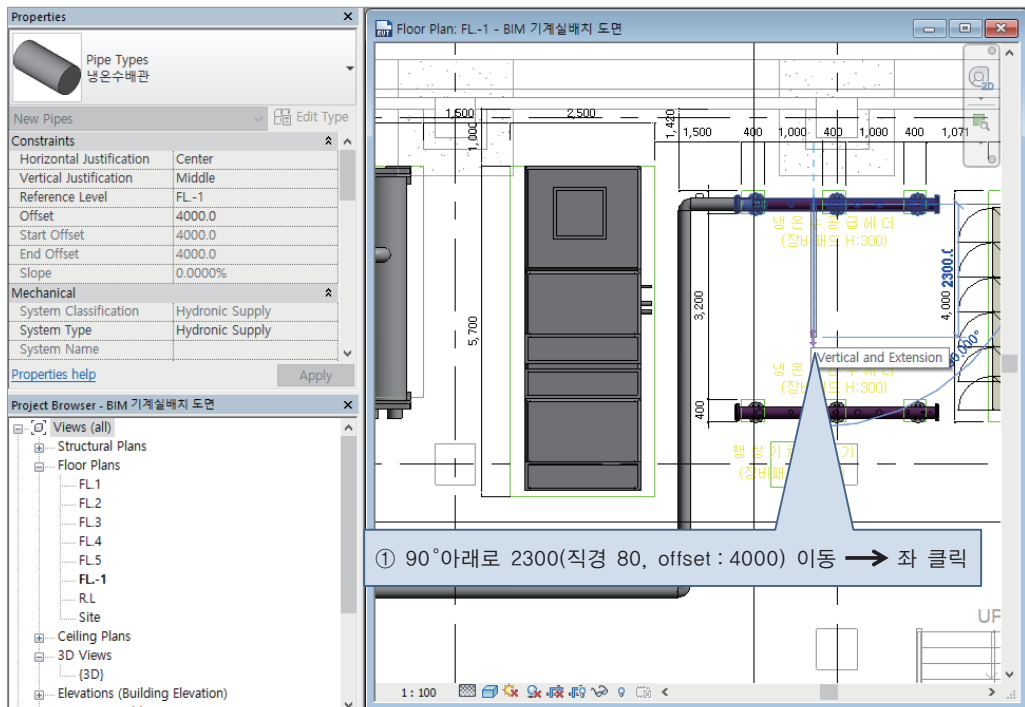 Properties
Pipe Types
냉온수배관
New Pipes
Edit Type
Constraints
Horizontal Justification Center
Vertical Justification Middle
Reference Level FL.-1
Offset 4000.0
Start Offset 4000.0
End Offset 4000.0
Slope 0.0000%
Mechanical
System Classification Hydronic Supply
System Type Hydronic Supply
System Name
Properties help
Apply
Project Browser - BIM 기계실배치 도면
Views (all)
Structural Plans
Floor Plans
FL.1
FL.2
FL.3
FL.4
FL.5
FL.-1
R.L
Site
Ceiling Plans
3D Views
{3D}
Elevations (Building Elevation)
Floor Plan: FL.-1 - BIM 기계실배치 도면
2D
1,500
2,500
1,000
1,420
1,500
400
1,000
400
1,000
400
1,071
냉온수공급헤더
(장비패드 H:300)
2300.0
4,000
3,200
5,700
Vertical and Extension
(장비패드 H:300)
400
① 90°아래로 2300(직경 80, offset : 4000) 이동 → 좌 클릭
UP
1 : 100